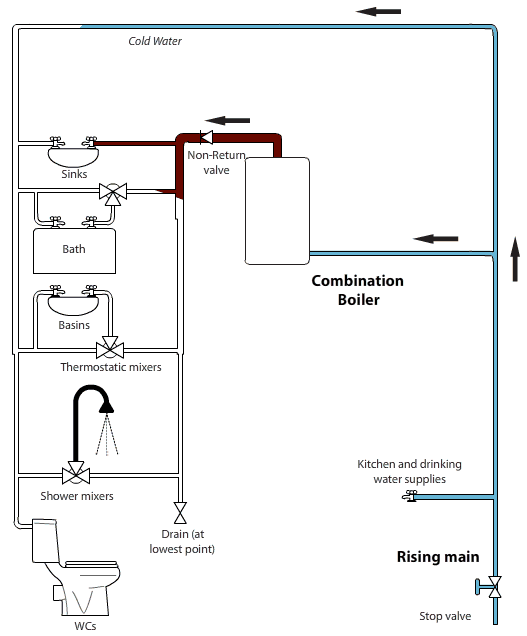 Cold Water
Non-Return
valve
Sinks
Bath
Combination
Boiler
Basins
Thermostatic mixers
Kitchen and drinking
water supplies
Shower mixers
Drain (at
lowest point)
Rising main
Stop valve
WCs